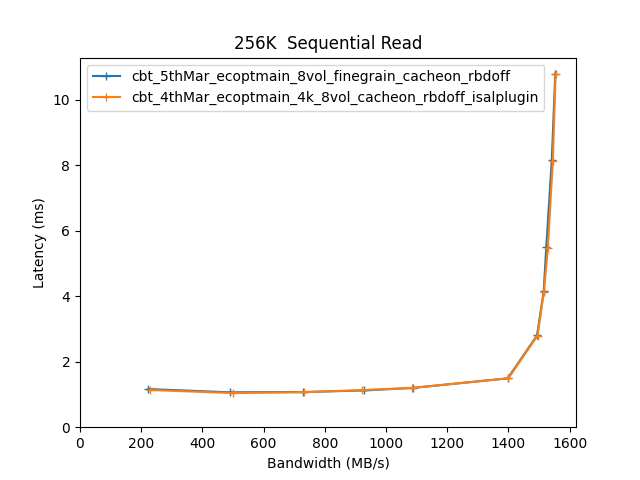 256K  Sequential Read
cbt_5thMar_ecoptmain_8vol_finegrain_cacheon_rbdoff
cbt_4thMar_ecoptmain_4k_8vol_cacheon_rbdoff_isalplugin
10
8
6
4
2
0
Latency (ms)
0 200 400 600 800 1000 1200 1400 1600
Bandwidth (MB/s)